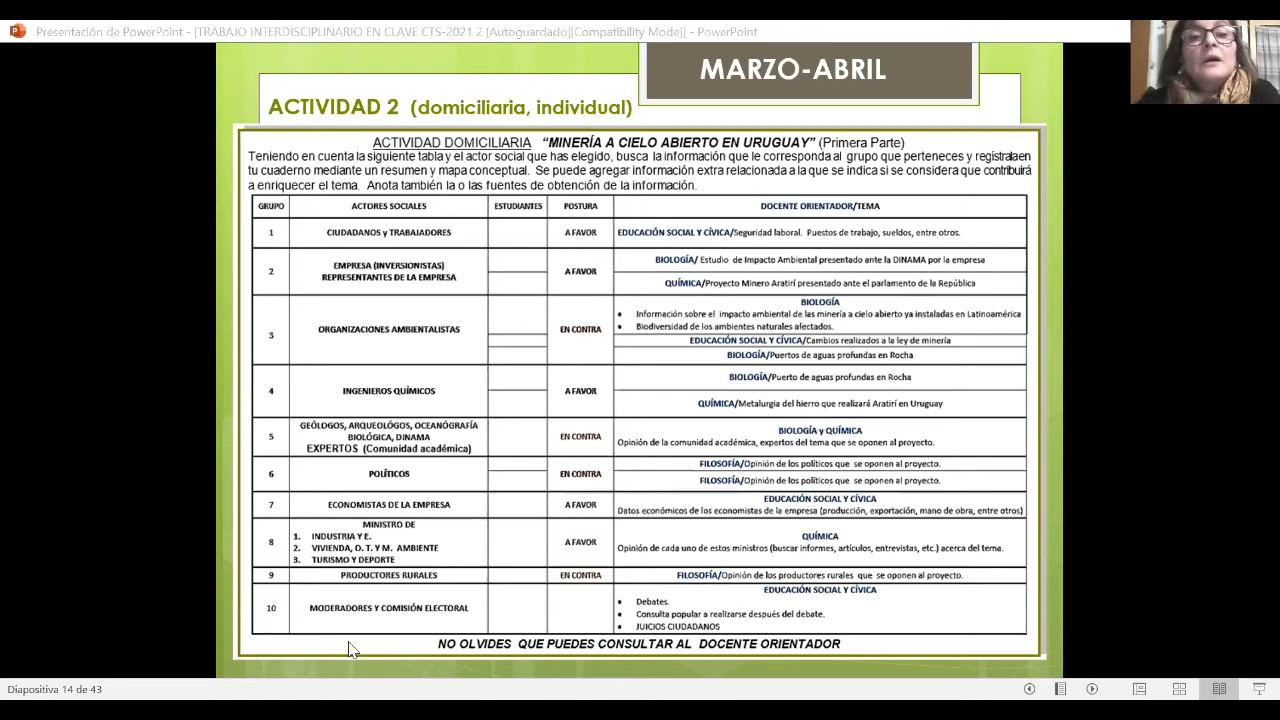 Presentación de PowerPoint - [TRABAJO INTERDISCIPLINARIO EN CLAVE CTS-2021 2 [Autoguardado][Compatibility Mode]] - PowerPoint
MARZO-ABRIL
ACTIVIDAD 2 (domiciliaria, individual)
ACTIVIDAD DOMICILIARIA "MINERÍA A CIELO ABIERTO EN URUGUAY" (Primera Parte)
Teniendo en cuenta la siguiente tabla y el actor social que has elegido, busca la información que le corresponda al grupo que perteneces y regístralaen
tu cuaderno mediante un resumen y mapa conceptual. Se puede agregar información extra relacionada a la que se indica si se considera que contribuirá
a enriquecer el tema. Anota también la o las fuentes de obtención de la información.
GRUPO ACTORES SOCIALES ESTUDIANTES POSTURA DOCENTE ORIENTADOR/TEMA
1 CIUDADANOS y TRABAJADORES A FAVOR EDUCACIÓN SOCIAL Y CÍVICA/Seguridad laboral. Puestos de trabajo, sueldos, entre otros.
2 EMPRESA (INVERSIONISTAS)
REPRESENTANTES DE LA EMPRESA
A FAVOR
BIOLOGÍA/ Estudio de Impacto Ambiental presentado ante la DINAMA por la empresa
QUÍMICA/Proyecto Minero Aratirí presentado ante el parlamento de la República
3 ORGANIZACIONES AMBIENTALISTAS EN CONTRA
BIOLOGÍA
• Información sobre el impacto ambiental de las minería a cielo abierto ya instaladas en Latinoamérica
• Biodiversidad de los ambientes naturales afectados.
EDUCACIÓN SOCIAL Y CÍVICA/Cambios realizados a la ley de minería
BIOLOGÍA/Puertos de aguas profundas en Rocha
4 INGENIEROS QUÍMICOS A FAVOR
BIOLOGÍA/Puerto de aguas profundas en Rocha
QUÍMICA/Metalurgia del hierro que realizará Aratirí en Uruguay
5 GEÓLOGOS, ARQUEOLÓGOS, OCEANÓGRAFÍA
BIOLÓGICA, DINAMA
EXPERTOS (Comunidad académica)
EN CONTRA
BIOLOGÍA y QUÍMICA
Opinión de la comunidad académica, expertos del tema que se oponen al proyecto.
6 POLÍTICOS EN CONTRA
FILOSOFÍA/Opinión de los políticos que se oponen al proyecto.
FILOSOFÍA/Opinión de los políticos que se oponen al proyecto.
7 ECONOMISTAS DE LA EMPRESA A FAVOR
EDUCACIÓN SOCIAL Y CÍVICA
Datos económicos de los economistas de la empresa (producción, exportación, mano de obra, entre otros)
8 MINISTRO DE
1. INDUSTRIA Y E.
2. VIVIENDA, O. T. Y M. AMBIENTE
3. TURISMO Y DEPORTE
A FAVOR
QUÍMICA
Opinión de cada uno de estos ministros (buscar informes, artículos, entrevistas, etc.) acerca del tema.
9 PRODUCTORES RURALES EN CONTRA FILOSOFÍA/Opinión de los productores rurales que se oponen al proyecto.
10 MODERADORES Y COMISIÓN ELECTORAL
EDUCACIÓN SOCIAL Y CÍVICA
• Debates.
• Consulta popular a realizarse después del debate.
• JUICIOS CIUDADANOS
NO OLVIDES QUE PUEDES CONSULTAR AL DOCENTE ORIENTADOR
Diapositiva 14 de 43